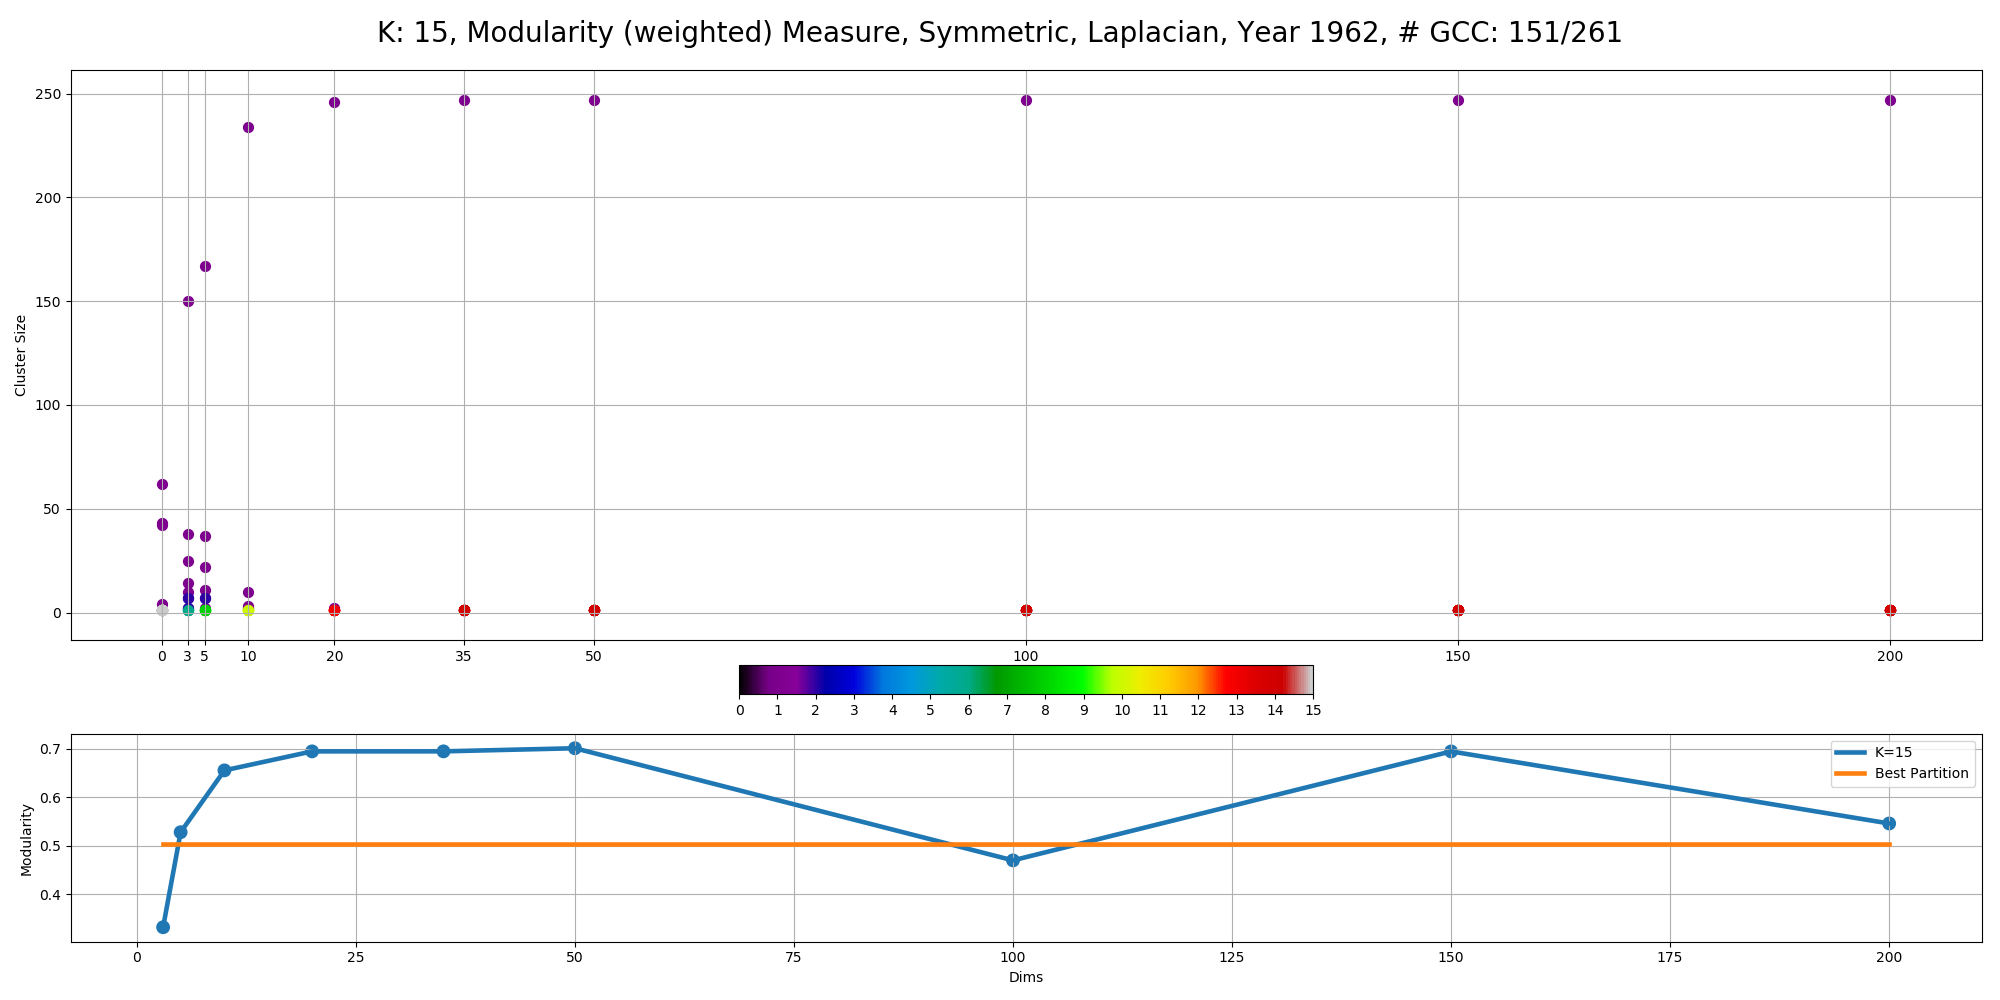 K: 15, Modularity (weighted) Measure, Symmetric, Laplacian, Year 1962, # GCC: 151/261
250
200
150
100
50
0
Cluster Size
0 3 5 10 20 35 50 100 150 200
0 1 2 3 4 5 6 7 8 9 10 11 12 13 14 15
0.7
0.6
0.5
0.4
Modularity
K=15
Best Partition
0 25 50 75 100 125 150 175 200
Dims